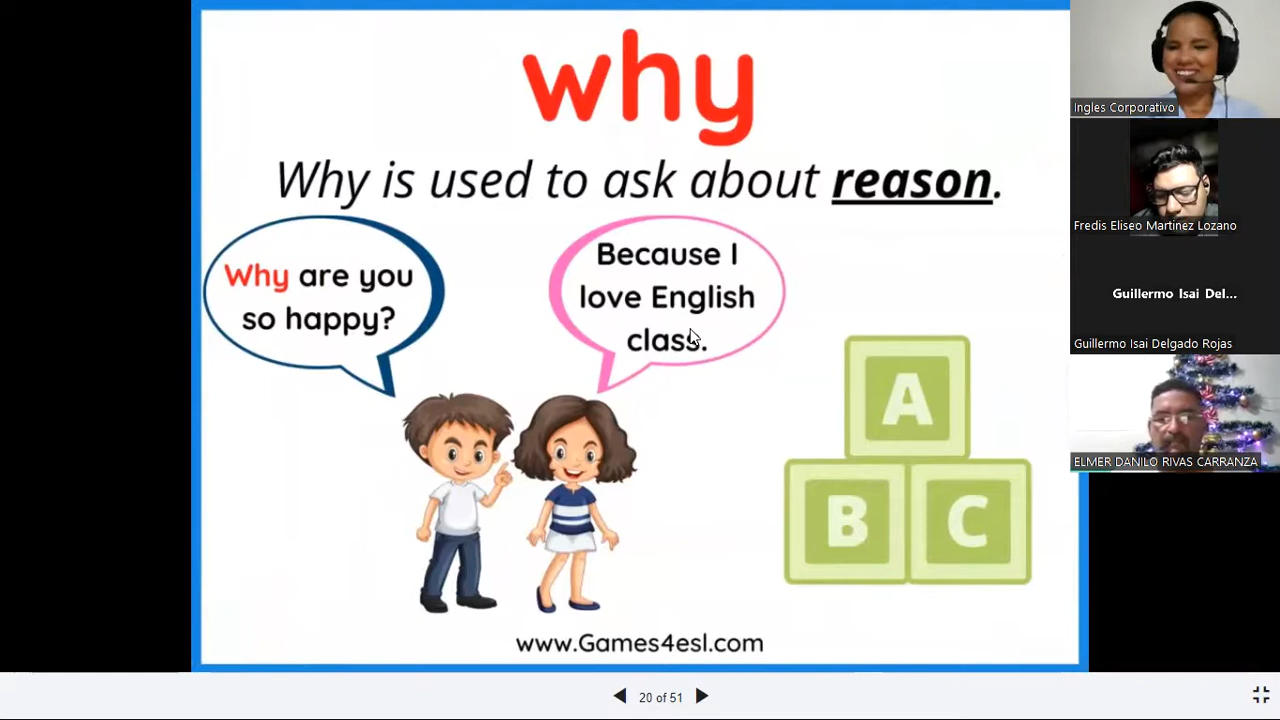 why
Why is used to ask about reason.
Why are you
so happy?
Because I
love English
class.
A
B C
www.Games4esl.com
20 of 51
Ingles Corporativo
Fredis Eliseo Martinez Lozano
Guillermo Isai Del...
Guillermo Isai Delgado Rojas
ELMER DANILO RIVAS CARRANZA